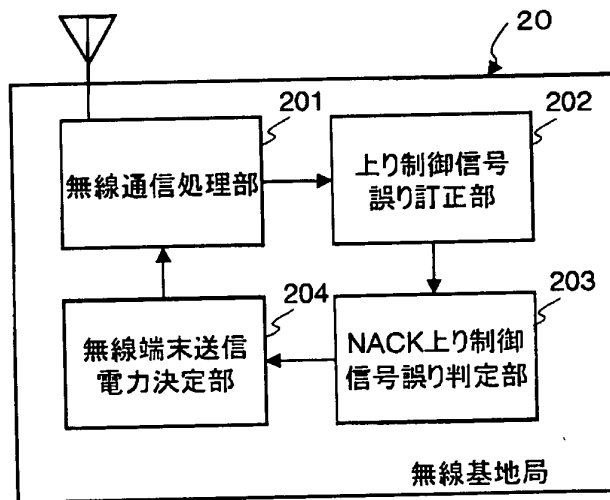 20
201
無線通信処理部
202
上り制御信号
誤り訂正部
204
無線端末送信
電力決定部
203
NACK上り制御
信号誤り判定部
無線基地局